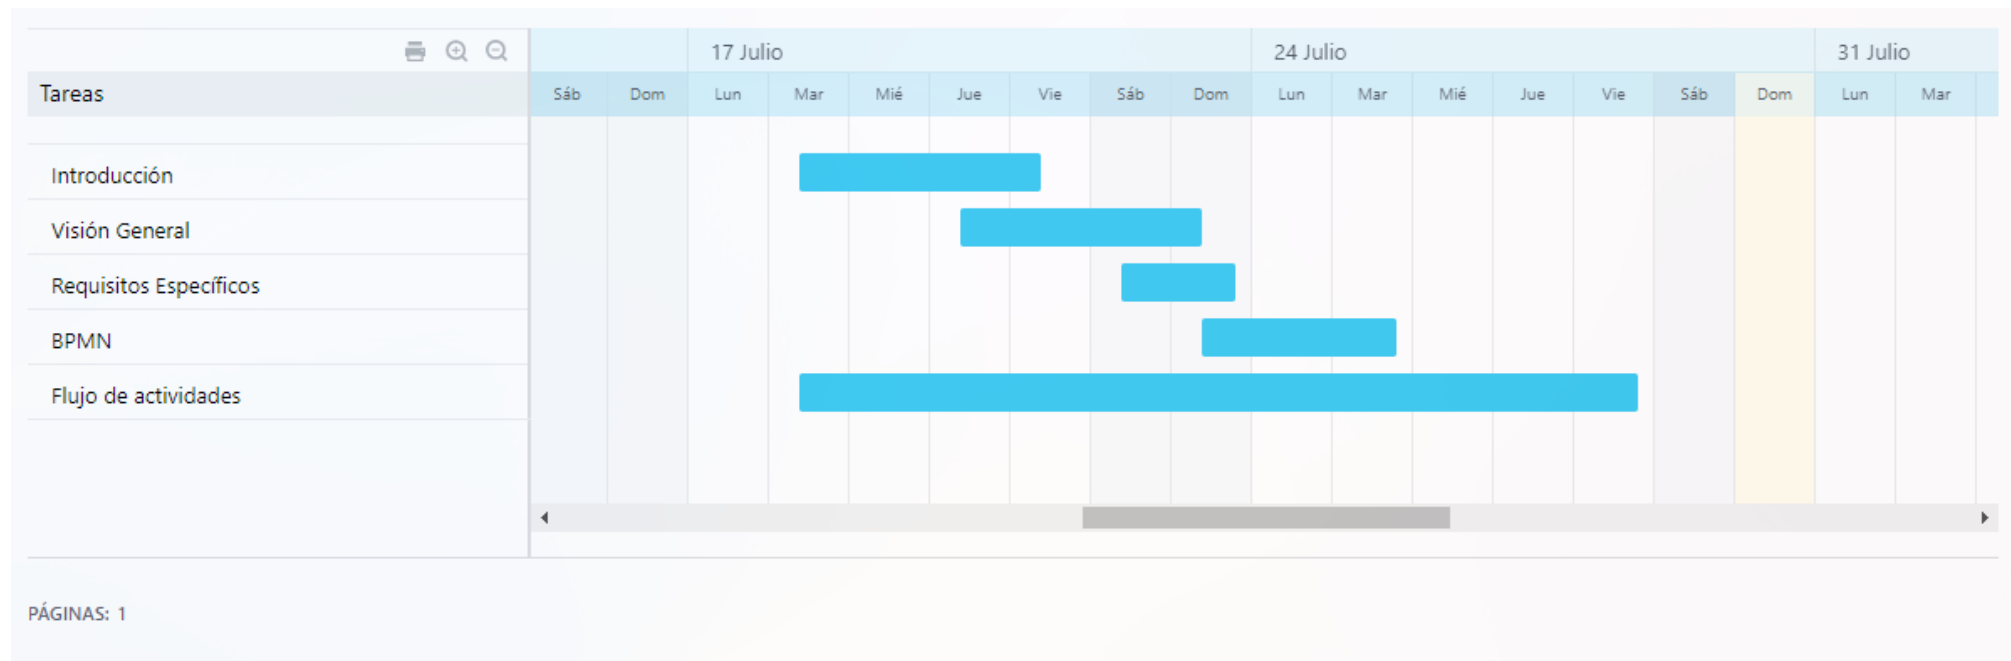 17 Julio 24 Julio 31 Julio
Tareas Sáb Dom Lun Mar Mié Jue Vie Sáb Dom Lun Mar Mié Jue Vie Sáb Dom Lun Mar
Introducción
Visión General
Requisitos Específicos
BPMN
Flujo de actividades
PÁGINAS: 1